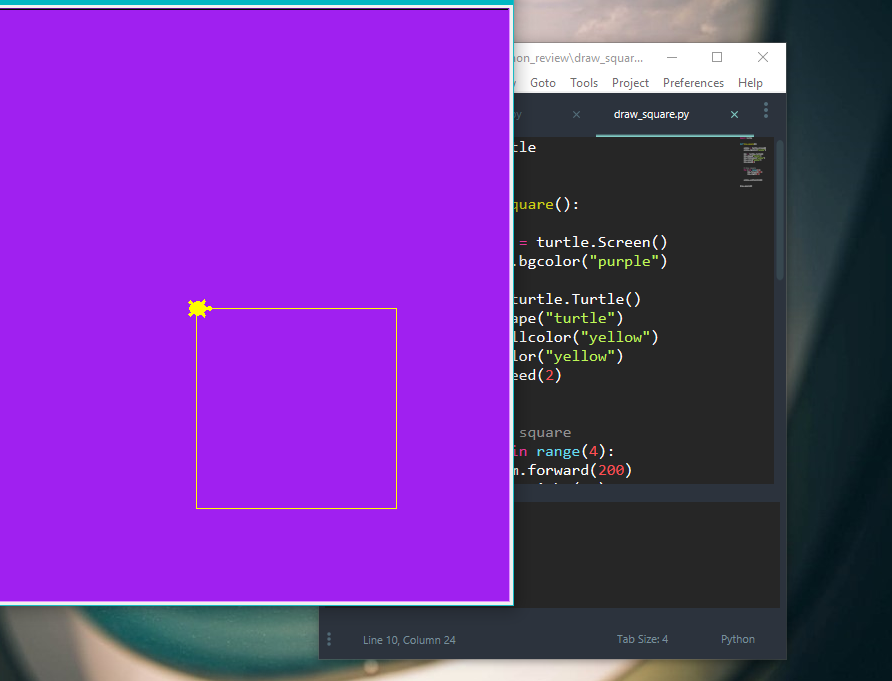 on_review\draw_squar...
Goto Tools Project Preferences Help
py draw_square.py
tle
quare():
= turtle.Screen()
.bgcolor("purple")
turtle.Turtle()
ape("turtle")
llcolor("yellow")
lor("yellow")
eed(2)
square
in range(4):
m.forward(200)
Line 10, Column 24 Tab Size: 4 Python